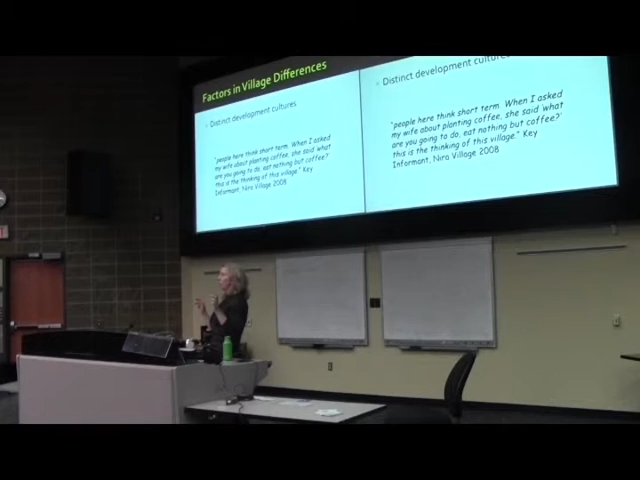 Factors in Village Differences
Distinct development cultures
"people here think short term. When I asked
my wife about planting coffee, she said 'what
are you going to do, eat nothing but coffee?'
this is the thinking of this village" Key
Informant, Niro Village 2008
Distinct development cultures
"people here think short term. When I asked
my wife about planting coffee, she said 'what
are you going to do, eat nothing but coffee?'
this is the thinking of this village" Key
Informant, Niro Village 2008